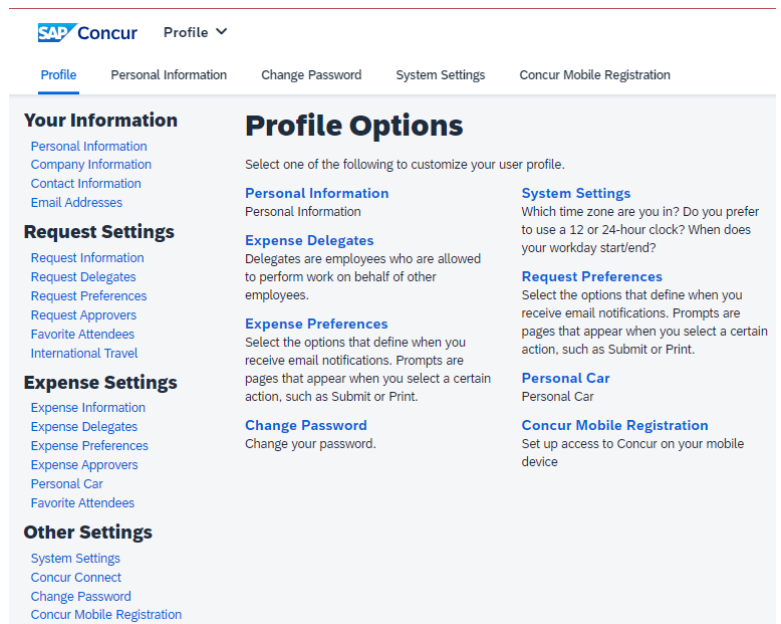 SAP Concur Profile
Profile Personal Information Change Password System Settings Concur Mobile Registration
Your Information
Personal Information
Company Information
Contact Information
Email Addresses
Request Settings
Request Information
Request Delegates
Request Preferences
Request Approvers
Favorite Attendees
International Travel
Expense Settings
Expense Information
Expense Delegates
Expense Preferences
Expense Approvers
Personal Car
Favorite Attendees
Other Settings
System Settings
Concur Connect
Change Password
Concur Mobile Registration
Profile Options
Select one of the following to customize your user profile.
Personal Information
Personal Information
Expense Delegates
Delegates are employees who are allowed
to perform work on behalf of other
employees.
Expense Preferences
Select the options that define when you
receive email notifications. Prompts are
pages that appear when you select a certain
action, such as Submit or Print.
Change Password
Change your password.
System Settings
Which time zone are you in? Do you prefer
to use a 12 or 24-hour clock? When does
your workday start/end?
Request Preferences
Select the options that define when you
receive email notifications. Prompts are
pages that appear when you select a certain
action, such as Submit or Print.
Personal Car
Personal Car
Concur Mobile Registration
Set up access to Concur on your mobile
device